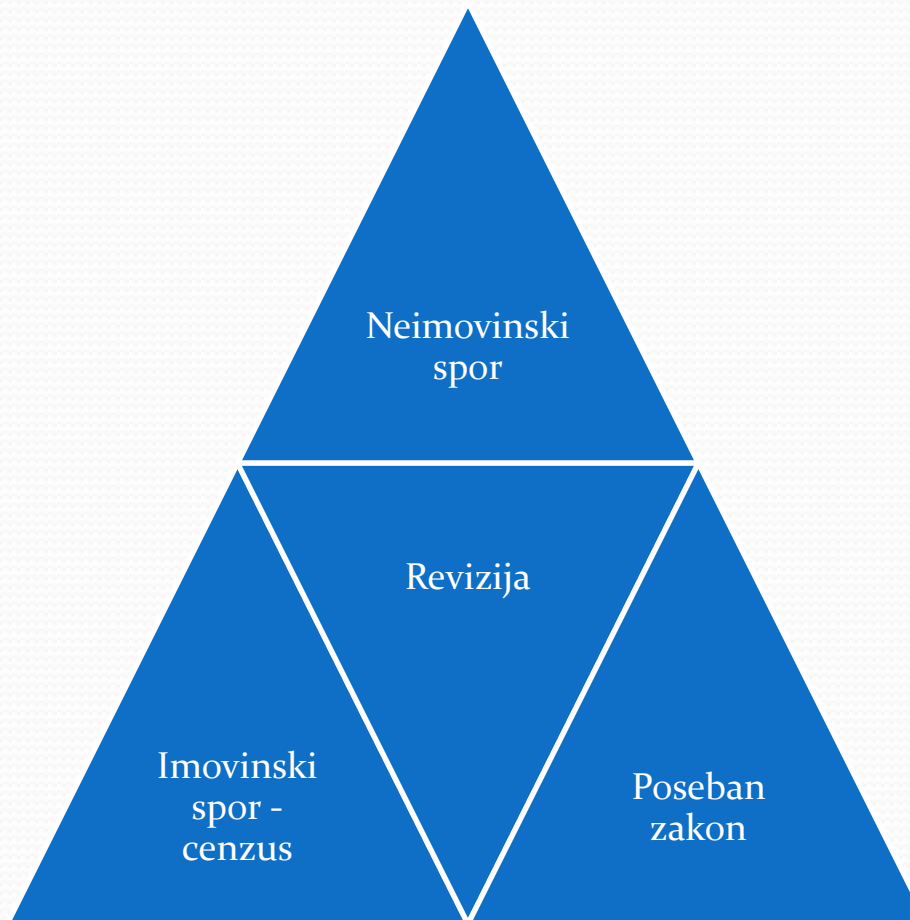 Neimovinski
spor
Revizija
Imovinski
spor -
cenzus
Poseban
zakon